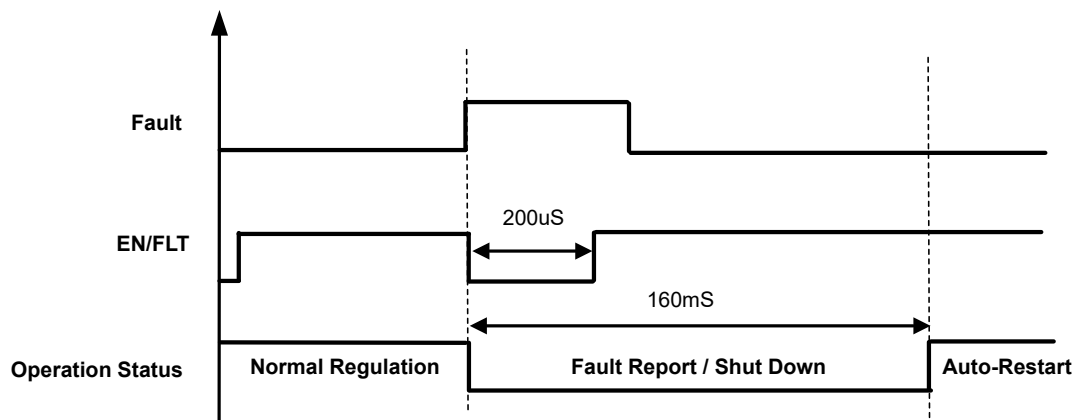 Fault
200uS
EN/FLT
160mS
Operation Status
Normal Regulation
Fault Report / Shut Down
Auto-Restart